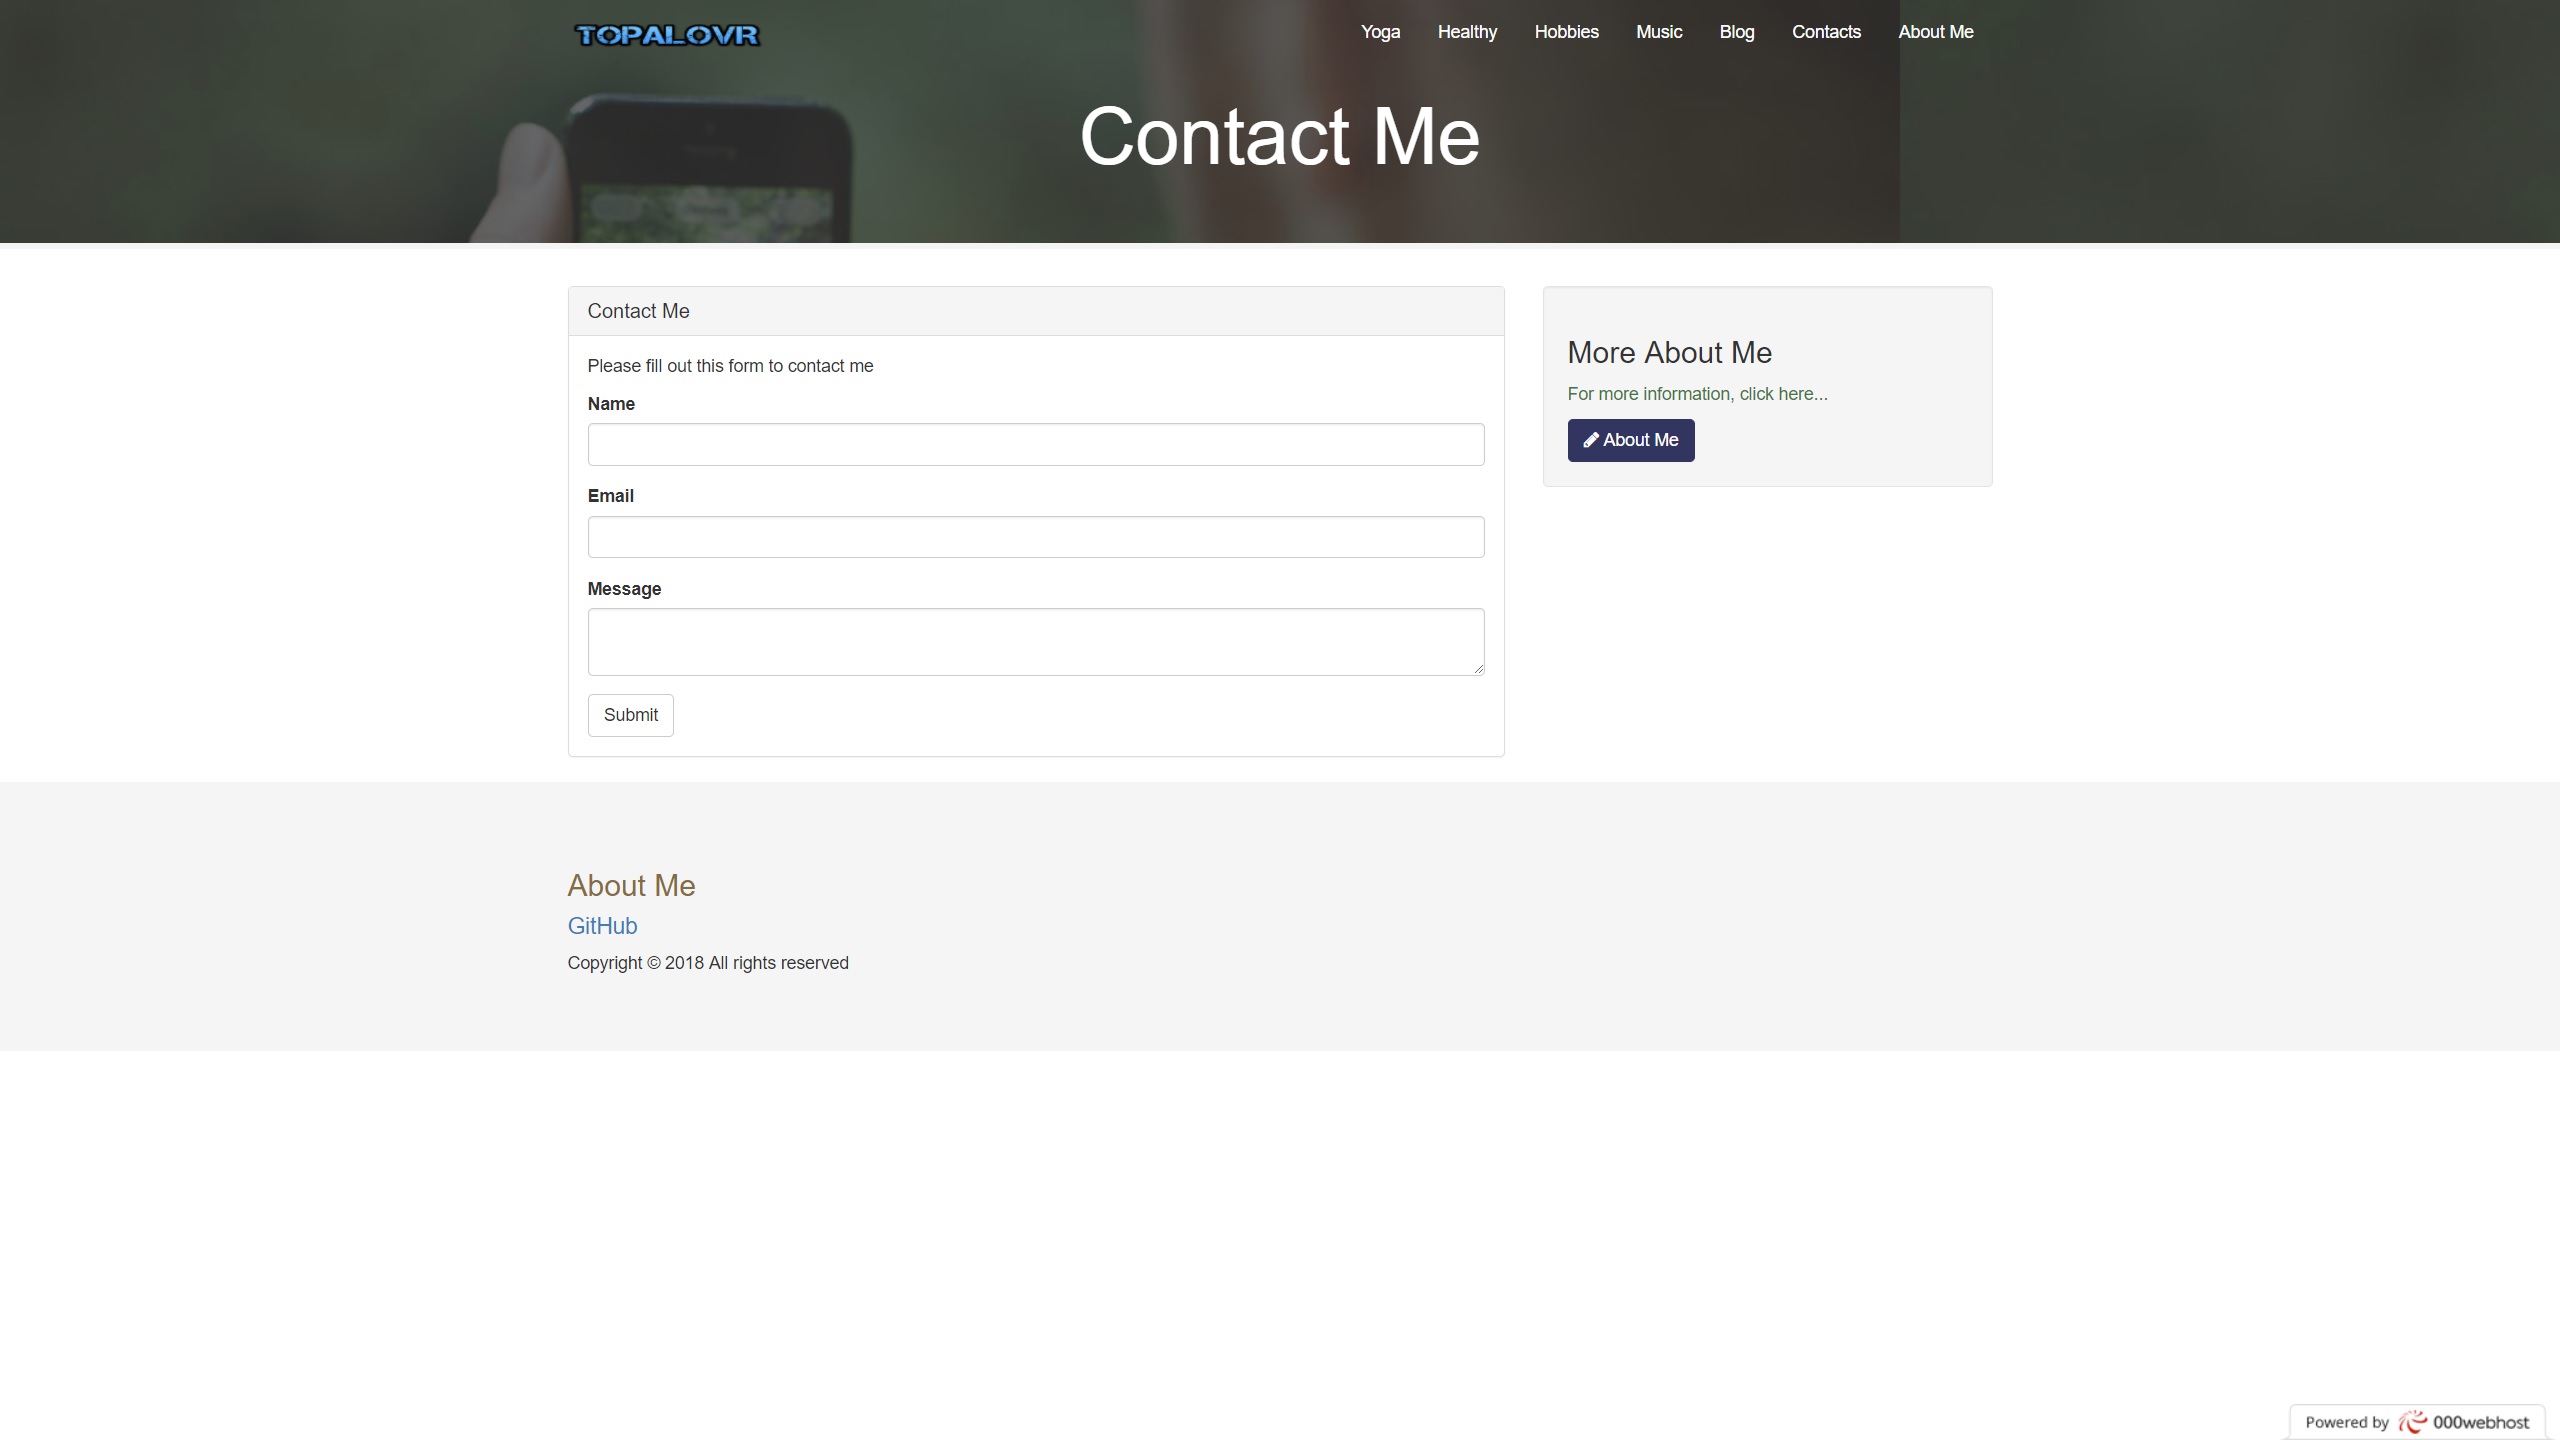 TOPALOVR
Yoga Healthy Hobbies Music Blog Contacts About Me
Contact Me
Contact Me
Please fill out this form to contact me
Name
Email
Message
Submit
More About Me
For more information, click here...
About Me
About Me
GitHub
Copyright © 2018 All rights reserved
Powered by 000webhost